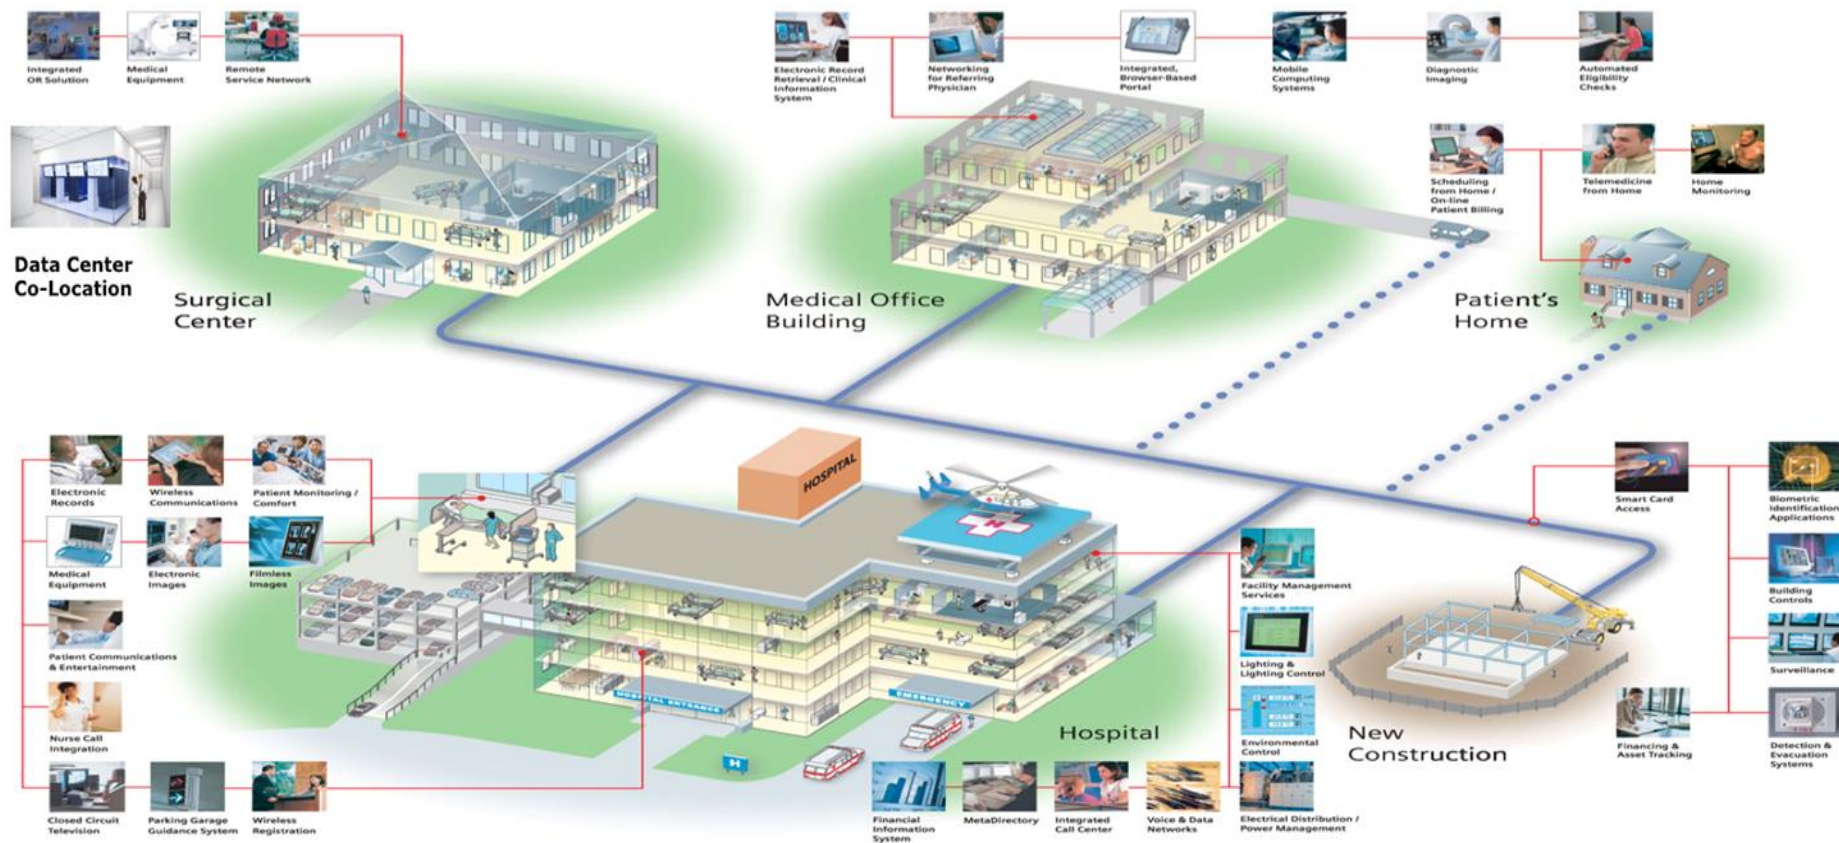 Integrated
OR Solution
Medical
Equipment
Remote
Service Network
Electronic Record
Retrieval / Clinical
Information
System
Networking
for Referring
Physician
Integrated,
Browser-Based
Portal
Mobile
Computing
Systems
Diagnostic
Imaging
Automated
Eligibility
Checks
Scheduling
from Home /
On-line
Patient Billing
Telemedicine
from Home
Home
Monitoring
Data Center
Co-Location
Surgical
Center
Medical Office
Building
Patient's
Home
Electronic
Records
Wireless
Communications
Patient Monitoring /
Comfort
Medical
Equipment
Electronic
Images
Filmless
Images
Patient Communications
& Entertainment
Nurse Call
Integration
Closed Circuit
Television
Parking Garage
Guidance System
Wireless
Registration
HOSPITAL
H
HOSPITAL ENTRANCE
EMERGENCY
H
Hospital
Facility Management
Services
Lighting &
Lighting Control
Environmental
Control
Electrical Distribution /
Power Management
Financial
Information
System
MetaDirectory
Integrated
Call Center
Voice & Data
Networks
New
Construction
Smart Card
Access
Biometric
Identification
Applications
Building
Controls
Surveillance
Financing &
Asset Tracking
Detection &
Evacuation
Systems